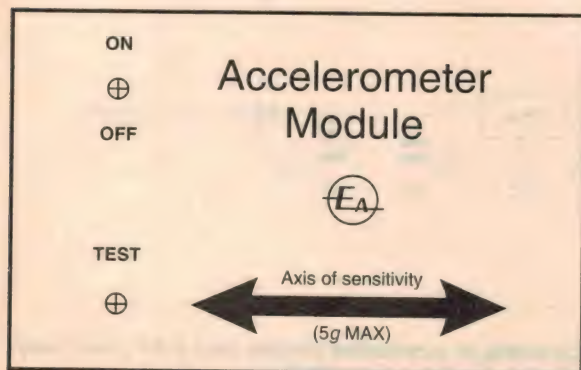 ON
OFF
Accelerometer
Module
EA
TEST
Axis of sensitivity
(5g MAX)